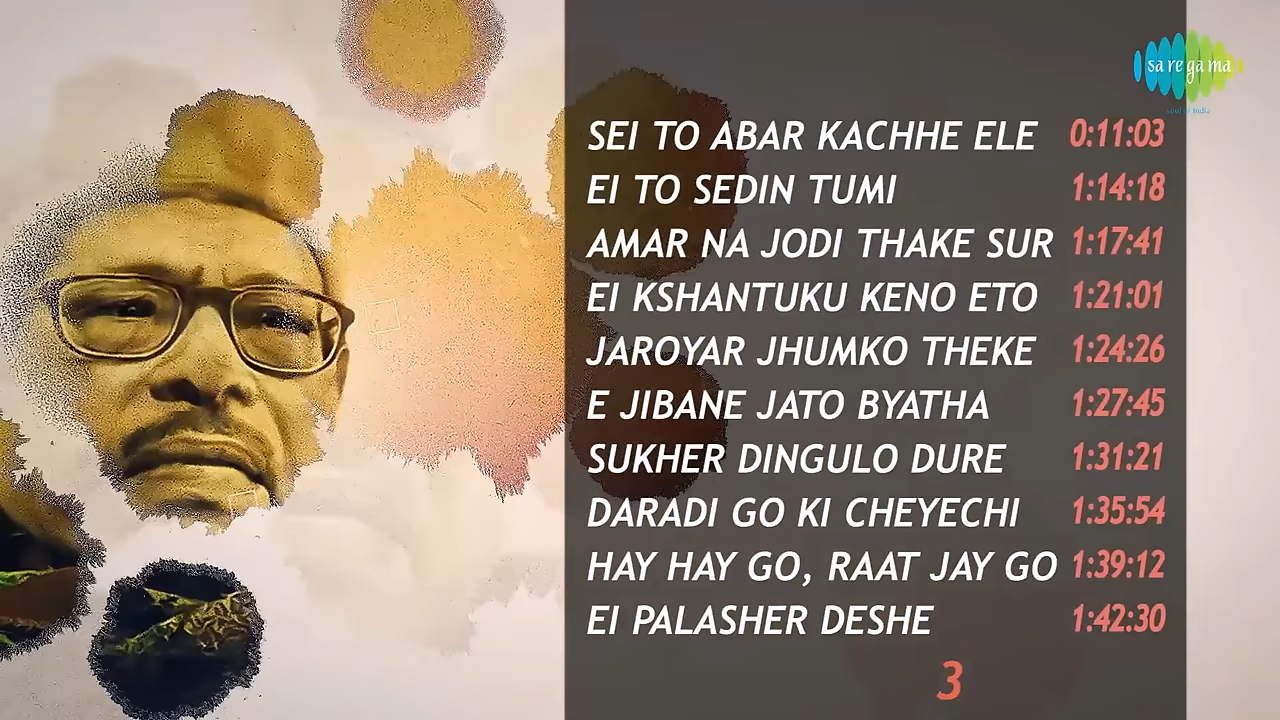 sa re ga ma
soul of India
SEI TO ABAR KACHHE ELE 0:11:03
EI TO SEDIN TUMI 1:14:18
AMAR NA JODI THAKE SUR 1:17:41
EI KSHANTUKU KENO ETO 1:21:01
JAROYAR JHUMKO THEKE 1:24:26
E JIBANE JATO BYATHA 1:27:45
SUKHER DINGULO DURE 1:31:21
DARADI GO KI CHEYECHI 1:35:54
HAY HAY GO, RAAT JAY GO 1:39:12
EI PALASHER DESHE 1:42:30
3